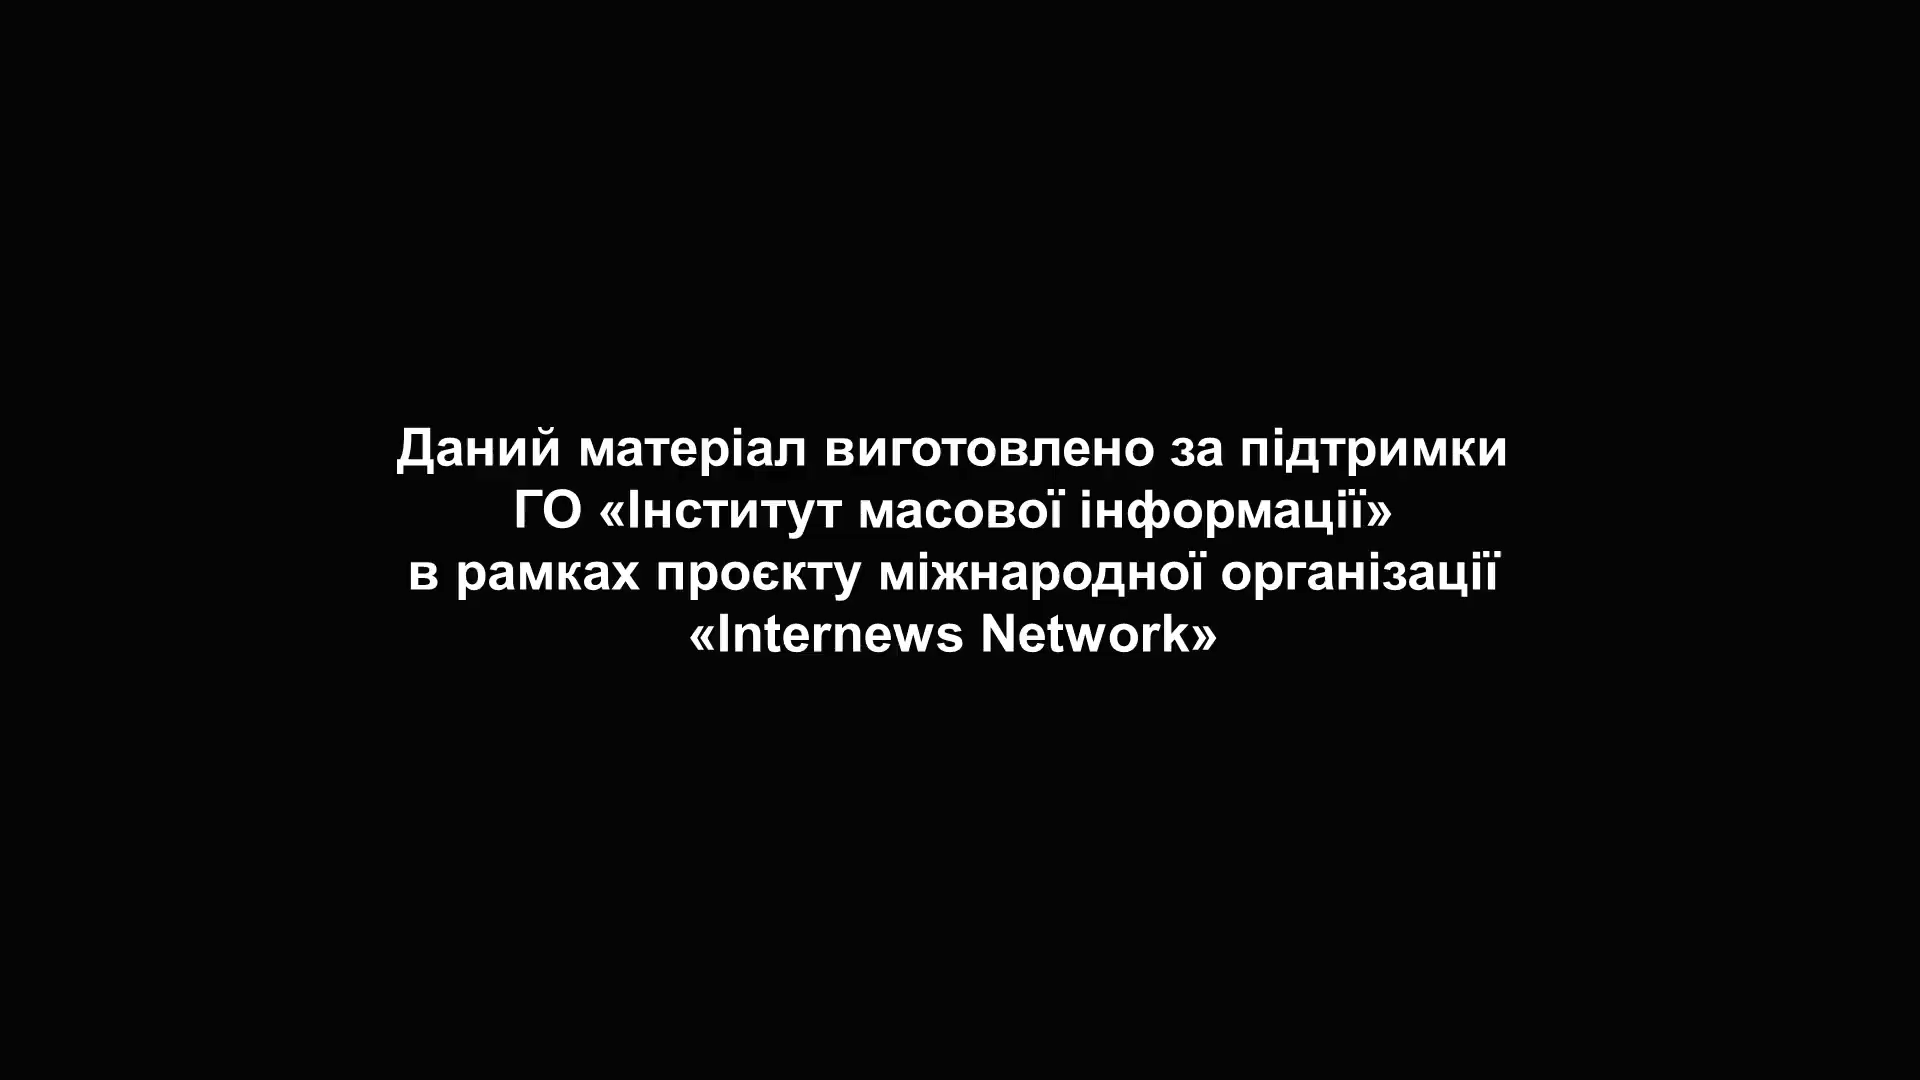 Даний матеріал виготовлено за підтримки
ГО «Інститут масової інформації»
в рамках проєкту міжнародної організації
«Internews Network»